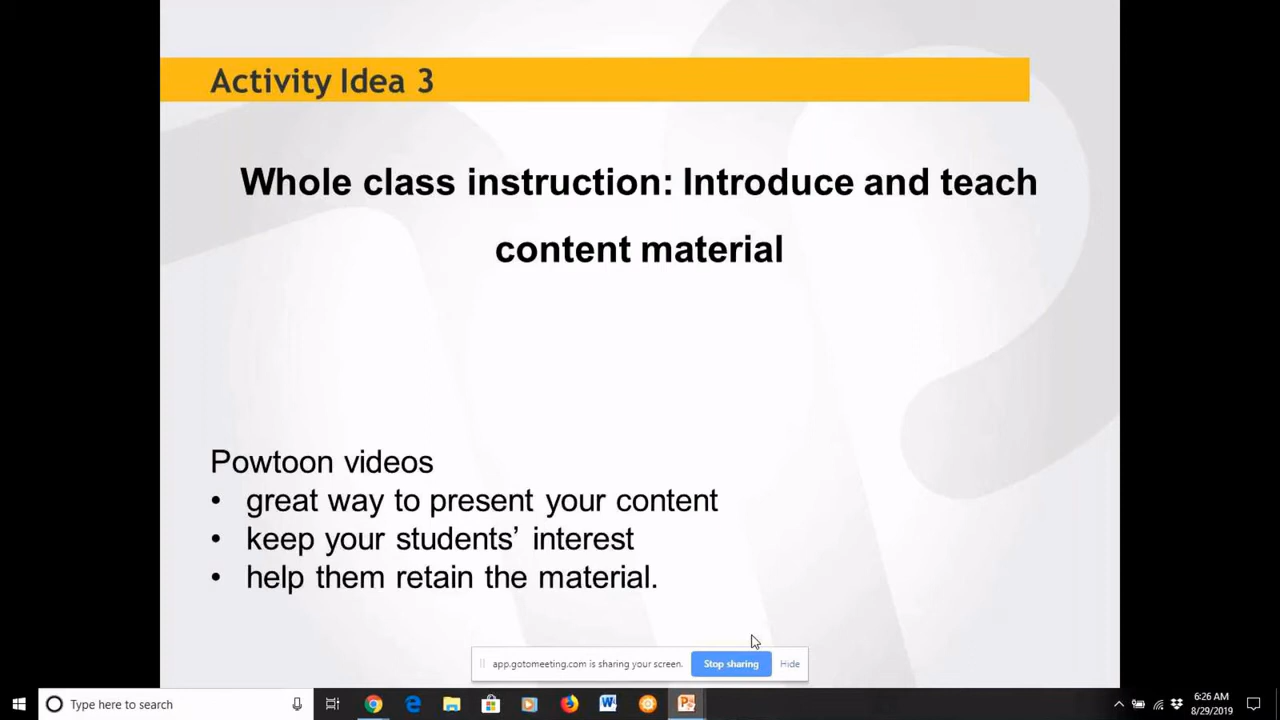 Activity Idea 3
Whole class instruction: Introduce and teach
content material
Powtoon videos
• great way to present your content
• keep your students’ interest
• help them retain the material.
app.gotomeeting.com is sharing your screen.
Stop sharing
Hide
Type here to search
6:26 AM
8/29/2019